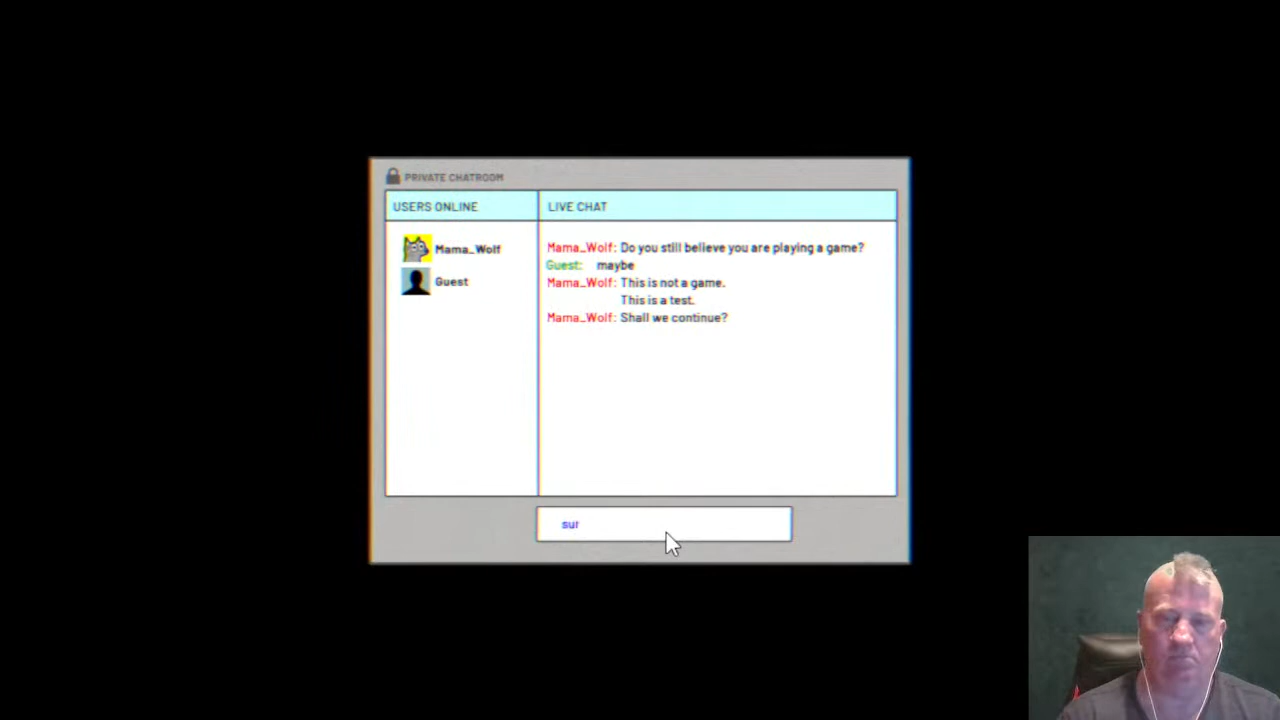 PRIVATE CHATROOM
USERS ONLINE
LIVE CHAT
Mama_Wolf
Guest
Mama_Wolf: Do you still believe you are playing a game?
Guest: maybe
Mama_Wolf: This is not a game.
This is a test.
Mama_Wolf: Shall we continue?
sur